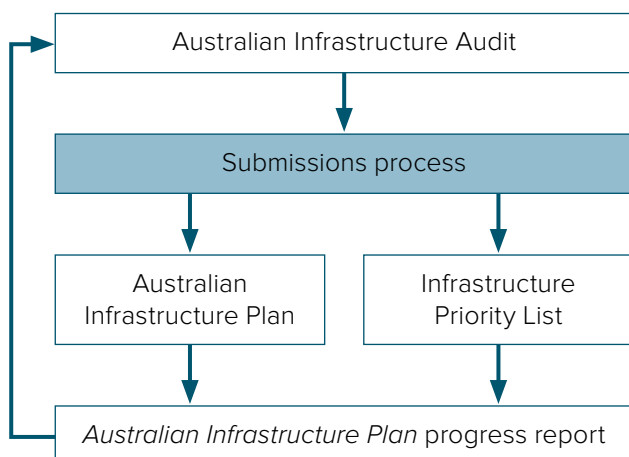 Australian Infrastructure Audit
Submissions process
Australian
Infrastructure Plan
Infrastructure
Priority List
Australian Infrastructure Plan progress report